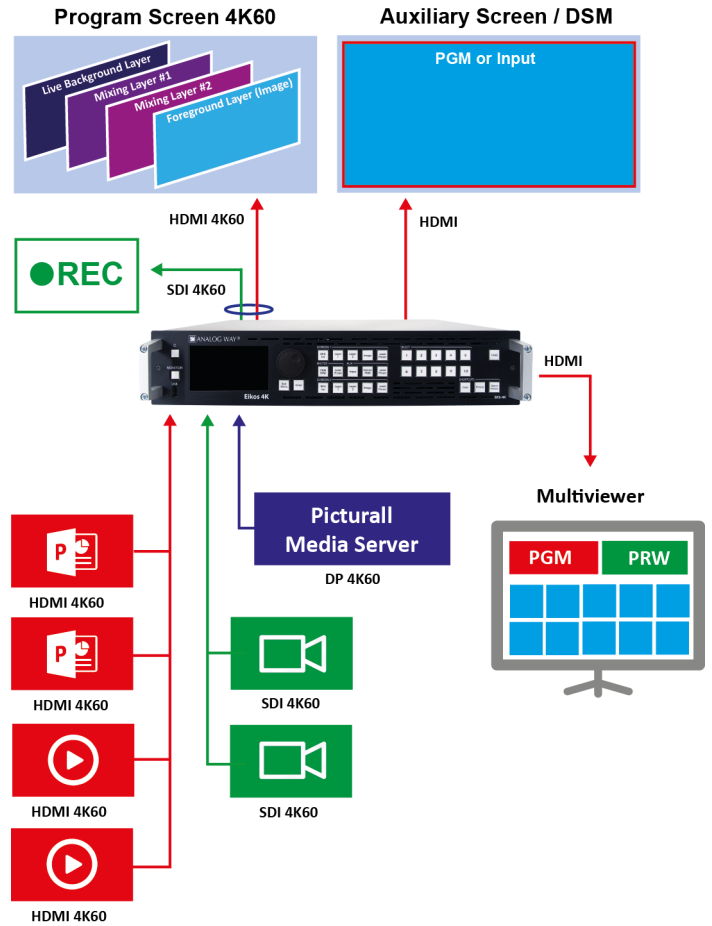 Program Screen 4K60
Auxiliary Screen / DSM
Live Background Layer
Mixing Layer #1
Mixing Layer #2
Foreground Layer (Image)
PGM or Input
HDMI 4K60
HDMI
REC
SDI 4K60
ANALOG WAY®
MONITOR
USB
Eikos 4K
HDMI
Picturall
Media Server
DP 4K60
Multiviewer
PGM
PRW
P
HDMI 4K60
P
HDMI 4K60
SDI 4K60
HDMI 4K60
SDI 4K60
HDMI 4K60